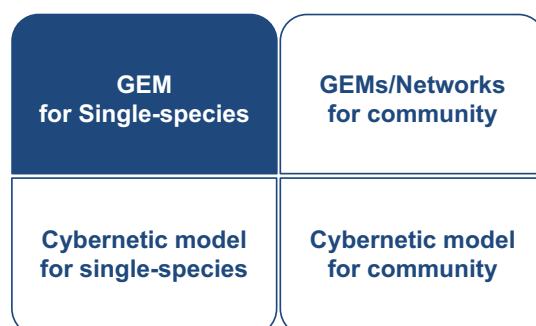 GEM
for Single-species
GEMs/Networks
for community
Cybernetic model
for single-species
Cybernetic model
for community